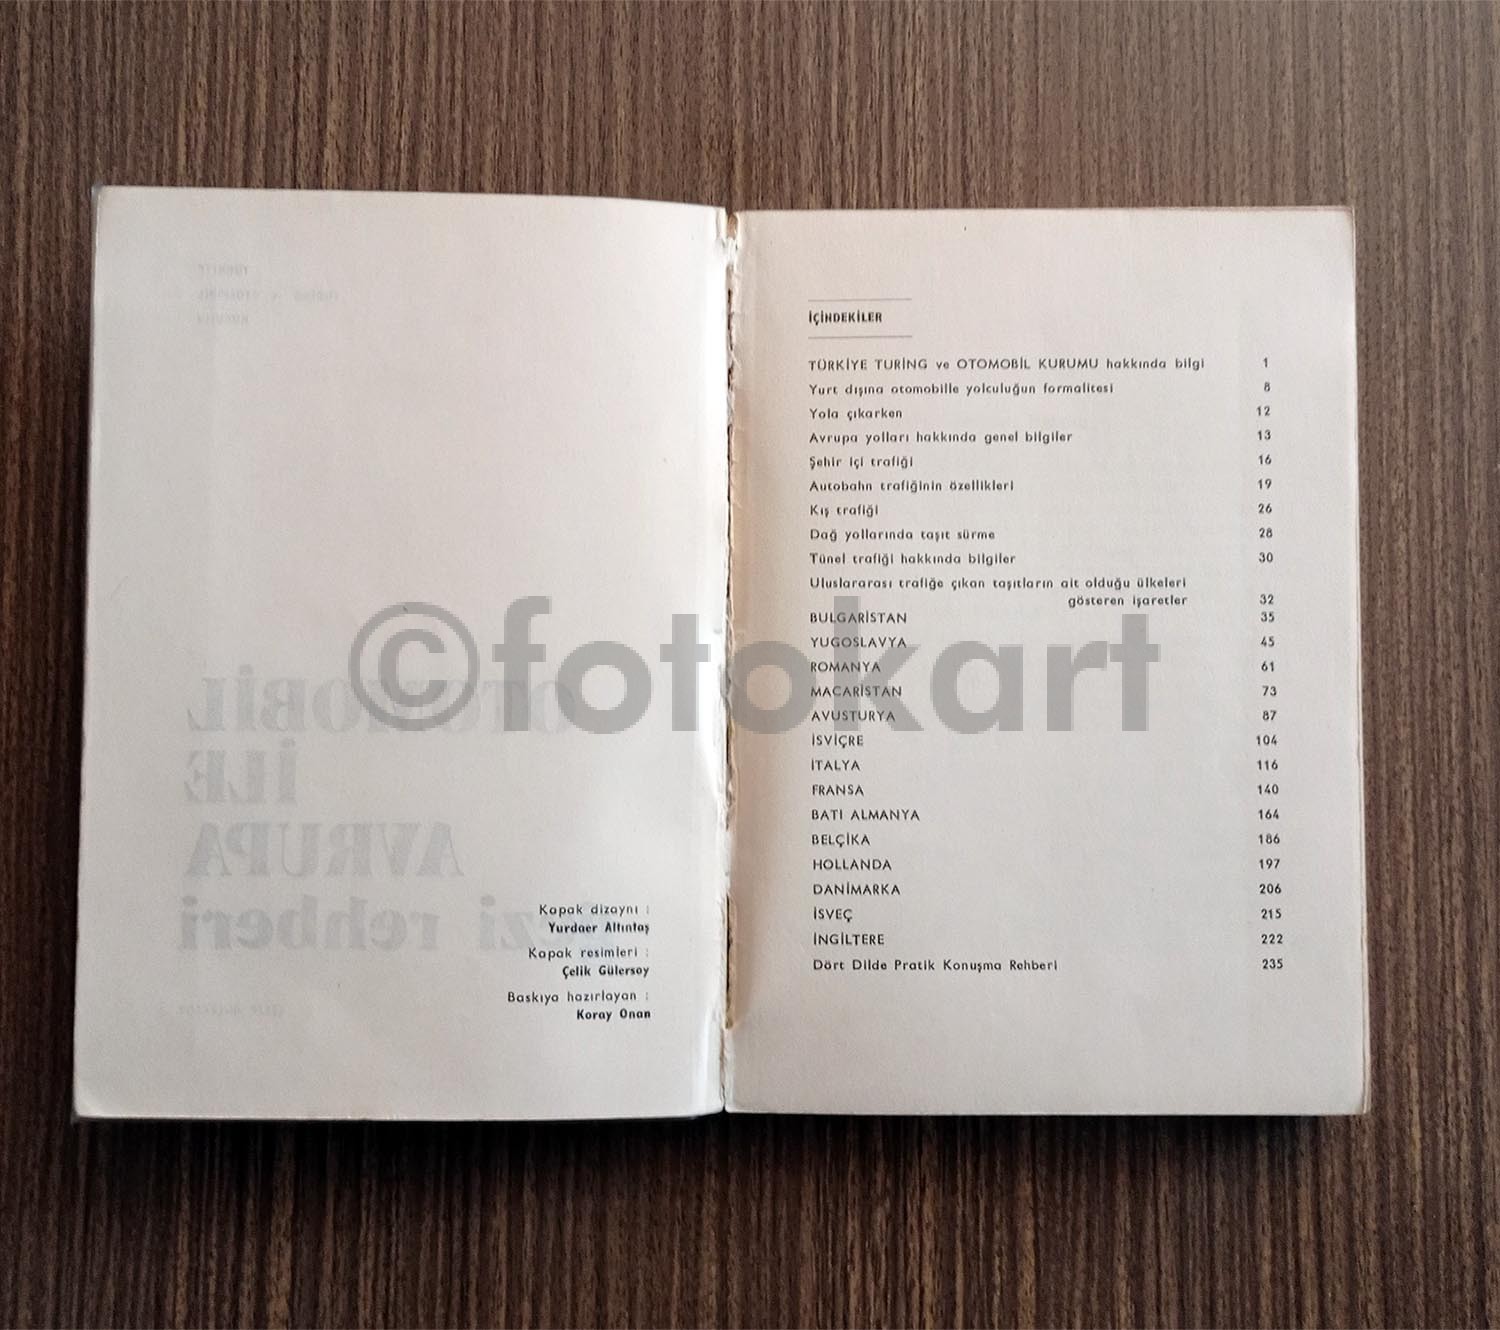 OTOMOBİL
İLE
AVRUPA
gezi rehberi
Kapak dizaynı :
Yurdaer Altıntaş
Kapak resimleri :
Çelik Gülersoy
Baskıya hazırlayan :
Koray Onan
İÇİNDEKİLER
TÜRKİYE TURİNG ve OTOMOBİL KURUMU hakkında bilgi 1
Yurt dışına otomobille yolculuğun formalitesi 8
Yola çıkarken 12
Avrupa yolları hakkında genel bilgiler 13
Şehir içi trafiği 16
Autobahn trafiğinin özellikleri 19
Kış trafiği 26
Dağ yollarında taşıt sürme 28
Tünel trafiği hakkında bilgiler 30
Uluslararası trafiğe çıkan taşıtların ait olduğu ülkeleri
gösteren işaretler 32
BULGARİSTAN 35
YUGOSLAVYA 45
ROMANYA 61
MACARİSTAN 73
AVUSTURYA 87
İSVİÇRE 104
İTALYA 116
FRANSA 140
BATI ALMANYA 164
BELÇİKA 186
HOLLANDA 197
DANİMARKA 206
İSVEÇ 215
İNGİLTERE 222
Dört Dilde Pratik Konuşma Rehberi 235
©fotokart